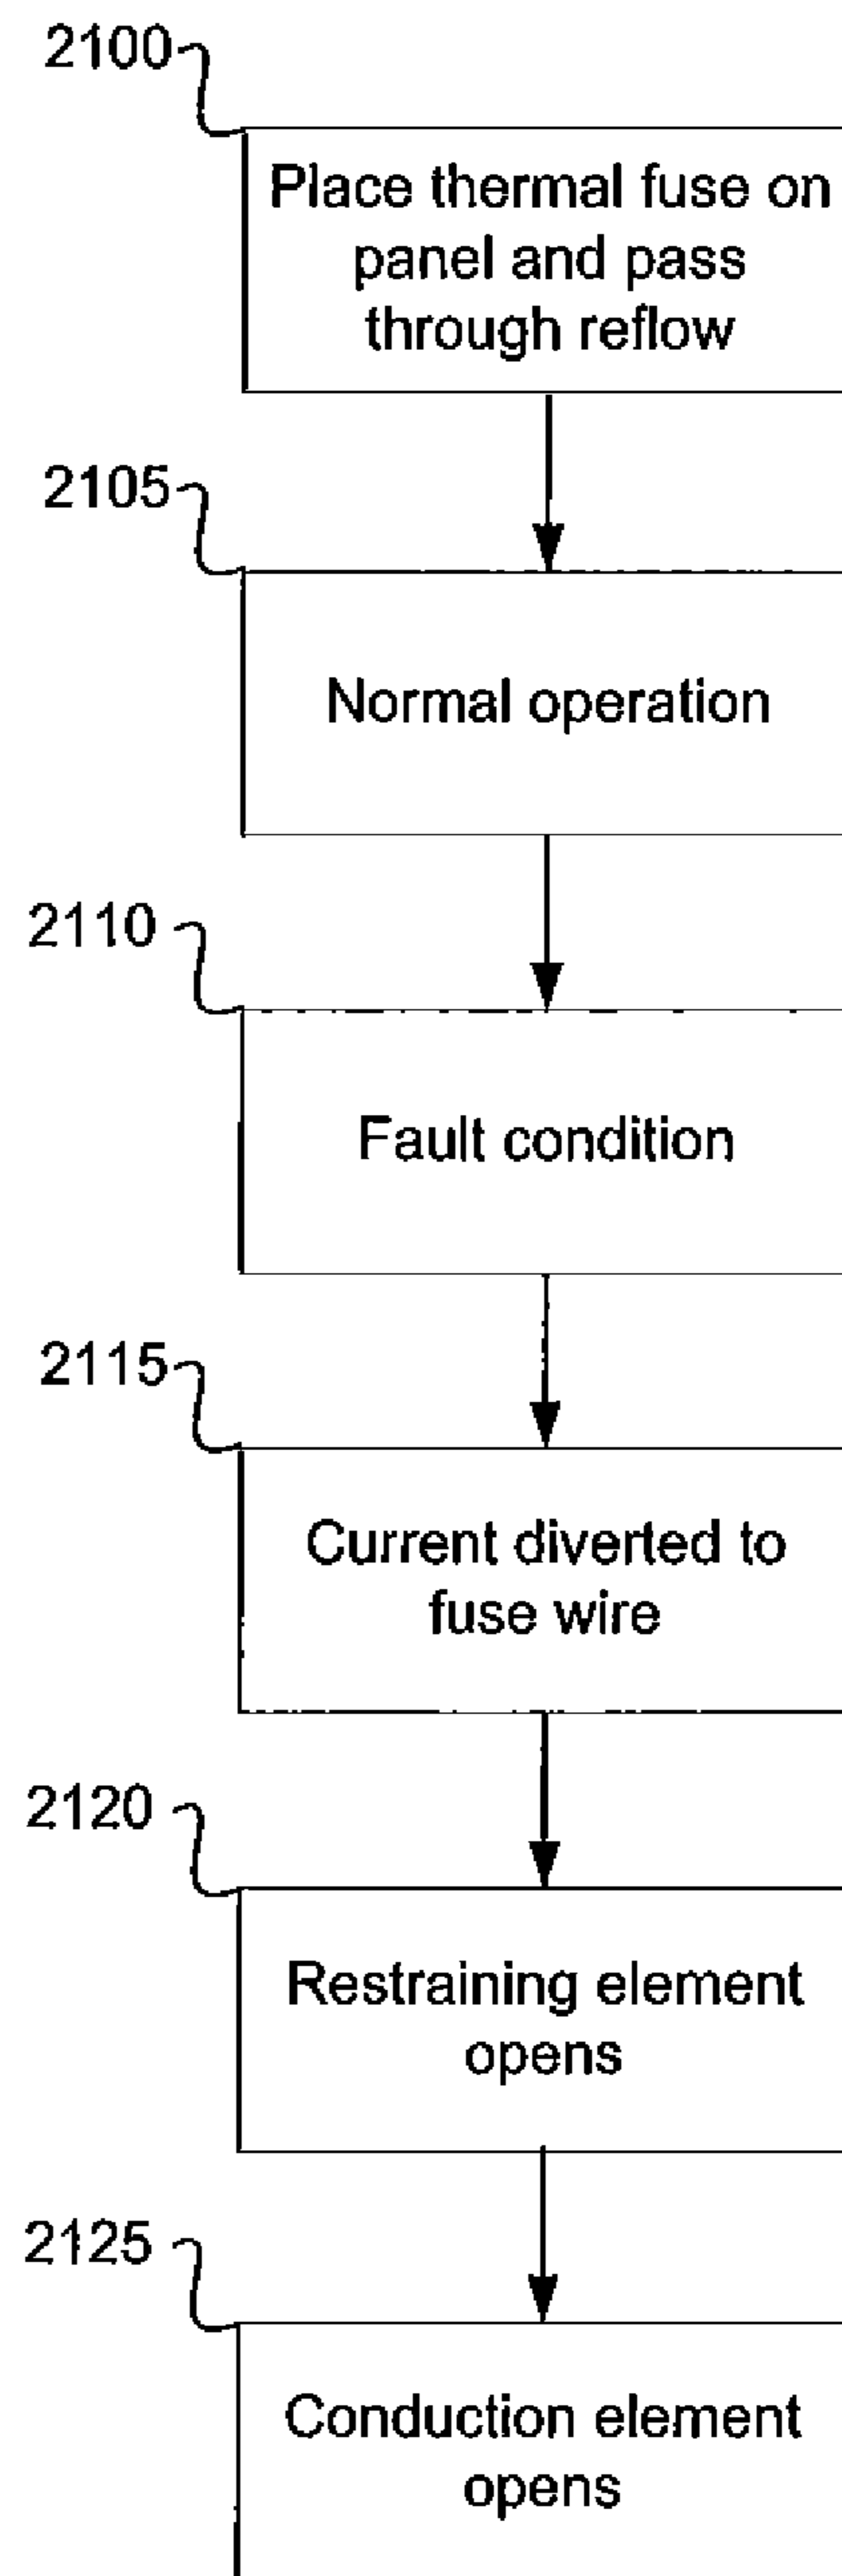 2100
Place thermal fuse on
panel and pass
through reflow
2105
Normal operation
2110
Fault condition
2115
Current diverted to
fuse wire
2120
Restraining element
opens
2125
Conduction element
opens